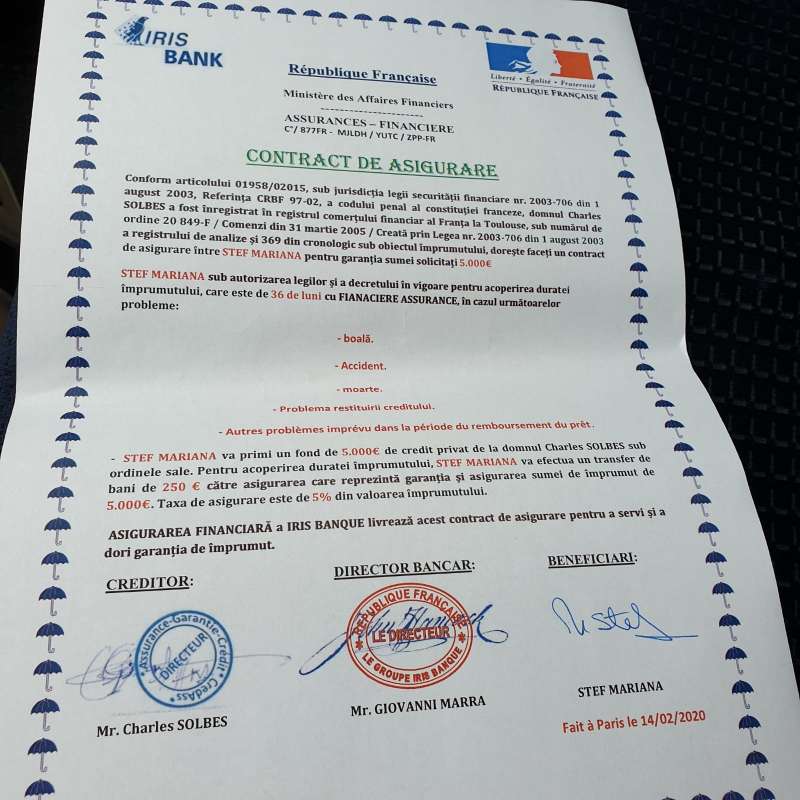 IRIS
BANK
République Française
Liberté • Égalité • Fraternité
RÉPUBLIQUE FRANÇAISE
Ministère des Affaires Financiers
------------------------
ASSURANCES – FINANCIERE
C°/ 877FR - MJLDH / YUTC / ZPP-FR
CONTRACT DE ASIGURARE
Conform articolului 01958/02015, sub jurisdicția legii securității financiare nr. 2003-706 din 1
august 2003, Referința CRBF 97-02, a codului penal al constituției franceze, domnul Charles
SOLBES a fost înregistrat în registrul comerțului financiar al Franța la Toulouse, sub numărul de
ordine 20 849-F / Comenzi din 31 martie 2005 / Creată prin Legea nr. 2003-706 din 1 august 2003
a registrului de analize și 369 din cronologic sub obiectul împrumutului, dorește faceți un contract
de asigurare între STEF MARIANA pentru garanția sumei solicitați 5.000€
STEF MARIANA sub autorizarea legilor și a decretului în vigoare pentru acoperirea duratei
împrumutului, care este de 36 de luni cu FIANACIERE ASSURANCE, în cazul următoarelor
probleme:
- boală.
- Accident.
- moarte.
- Problema restituirii creditului.
- Autres problèmes imprévu dans la période du remboursement du prêt.
- STEF MARIANA va primi un fond de 5.000€ de credit privat de la domnul Charles SOLBES sub
ordinele sale. Pentru acoperirea duratei împrumutului, STEF MARIANA va efectua un transfer de
bani de 250 € către asigurarea care reprezintă garanția și asigurarea sumei de împrumut de
5.000€. Taxa de asigurare este de 5% din valoarea împrumutului.
ASIGURAREA FINANCIARĂ a IRIS BANQUE livrează acest contract de asigurare pentru a servi și a
dori garanția de împrumut.
CREDITOR:
DIRECTOR BANCAR:
BENEFICIARI:
Assurance-Garantie-Crédit
DIRECTEUR
CredAss
RÉPUBLIQUE FRANÇAISE
LE DIRECTEUR
LE GROUPE IRIS BANQUE
John Hancock
M Stef
Mr. Charles SOLBES
Mr. GIOVANNI MARRA
STEF MARIANA
Fait à Paris le 14/02/2020